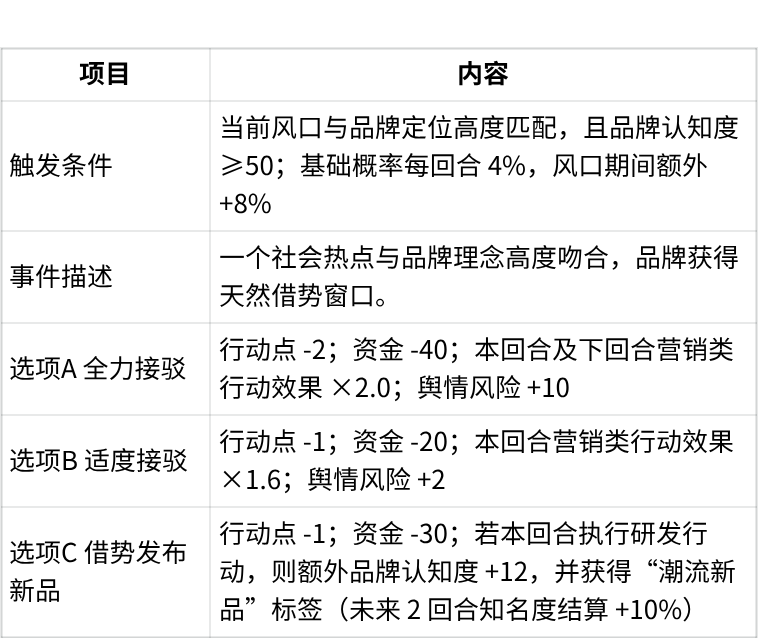 项目
内容
触发条件
当前风口与品牌定位高度匹配，且品牌认知度
≥50；基础概率每回合 4%，风口期间额外
+8%
事件描述
一个社会热点与品牌理念高度吻合，品牌获得
天然借势窗口。
选项A 全力接驳
行动点 -2；资金 -40；本回合及下回合营销类
行动效果 ×2.0；舆情风险 +10
选项B 适度接驳
行动点 -1；资金 -20；本回合营销类行动效果
×1.6；舆情风险 +2
选项C 借势发布
新品
行动点 -1；资金 -30；若本回合执行研发行
动，则额外品牌认知度 +12，并获得“潮流新
品”标签（未来 2 回合知名度结算 +10%）